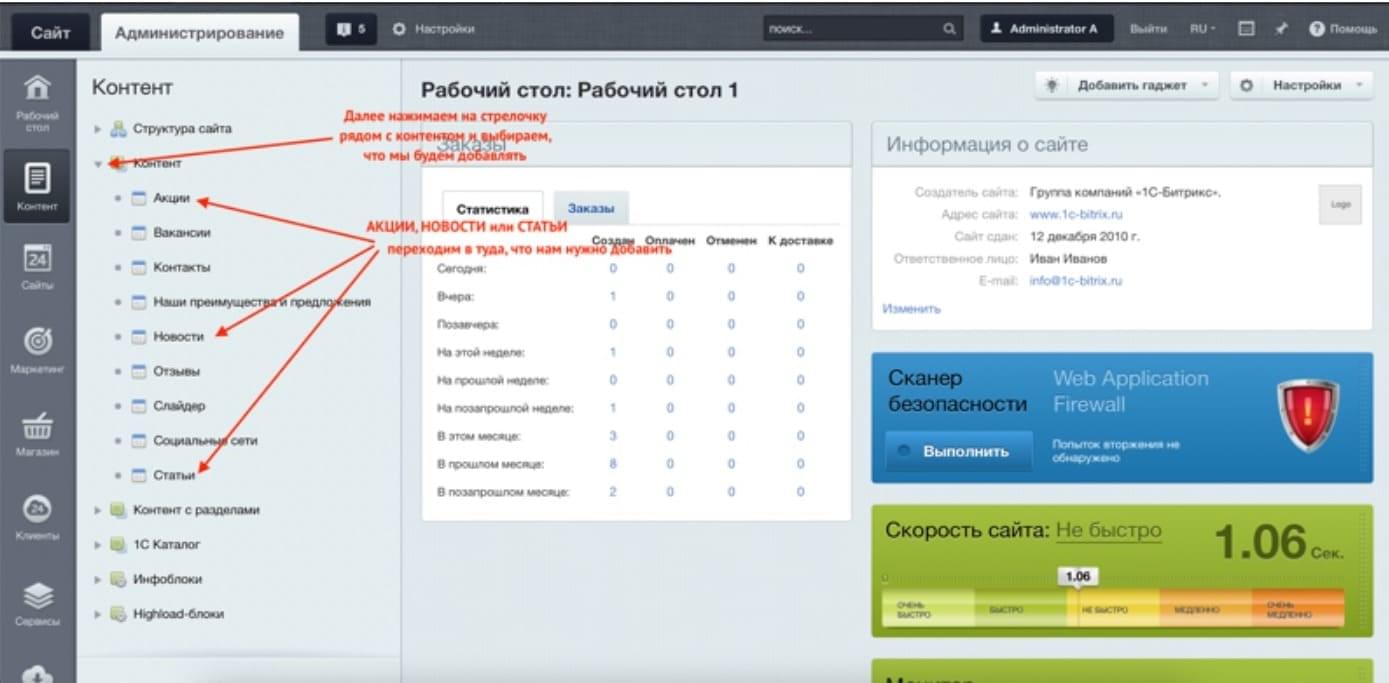 Сайт
Администрирование
5
Настройки
поиск...
Administrator A
Выйти
RU
Помощь
Рабочий
стол
Контент
24
Сайты
Маркетинг
Магазин
24
Клиенты
Сервисы
Контент
Структура сайта
Контент
Акции
Вакансии
Контакты
Наши преимущества и предложения
Новости
Отзывы
Слайдер
Социальные сети
Статьи
Контент с разделами
1С Каталог
Инфоблоки
Highload-блоки
Далее нажимаем на стрелочку
рядом с контентом и выбираем,
что мы будем добавлять
АКЦИИ, НОВОСТИ или СТАТЬИ
переходим в туда, что нам нужно добавить
Рабочий стол: Рабочий стол 1
Добавить гаджет
Настройки
Заказы
Статистика
Заказы
Создан Оплачен Отменен К доставке
Сегодня: 0 0 0 0
Вчера: 1 0 0 0
Позавчера: 0 0 0 0
На этой неделе: 1 0 0 0
На прошлой неделе: 0 0 0 0
На позапрошлой неделе: 1 0 0 0
В этом месяце: 3 0 0 0
В прошлом месяце: 8 0 0 0
В позапрошлом месяце: 2 0 0 0
Информация о сайте
Создатель сайта: Группа компаний «1С-Битрикс».
Адрес сайта: www.1c-bitrix.ru
Сайт сдан: 12 декабря 2010 г.
Ответственное лицо: Иван Иванов
E-mail: info@1c-bitrix.ru
Logo
Изменить
Сканер
безопасности
Выполнить
Web Application
Firewall
Попыток вторжения не
обнаружено
Скорость сайта: Не быстро
1.06 Сек.
0
1.06
ОЧЕНЬ
БЫСТРО
БЫСТРО
НЕ БЫСТРО
МЕДЛЕННО
ОЧЕНЬ
МЕДЛЕННО